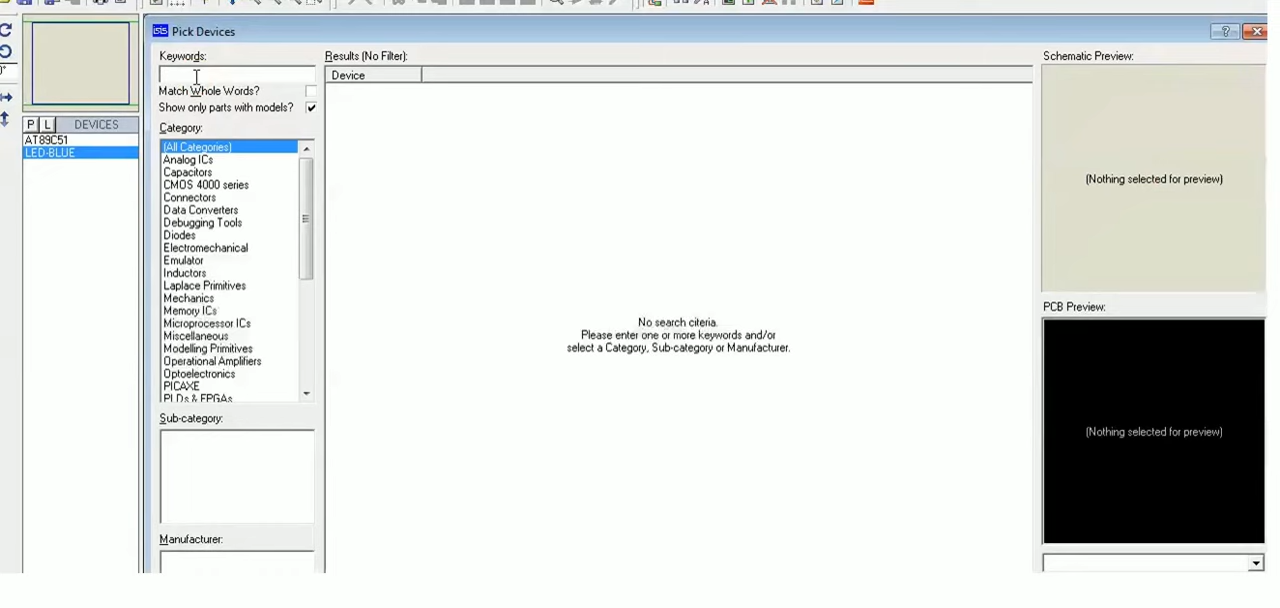 isis Pick Devices
Keywords:
Match Whole Words?
Show only parts with models?
Category:
(All Categories)
Analog ICs
Capacitors
CMOS 4000 series
Connectors
Data Converters
Debugging Tools
Diodes
Electromechanical
Emulator
Inductors
Laplace Primitives
Mechanics
Memory ICs
Microprocessor ICs
Miscellaneous
Modelling Primitives
Operational Amplifiers
Optoelectronics
PICAXE
PLDs & FPGAs
Sub-category:
Manufacturer:
Results (No Filter):
Device
No search criteria.
Please enter one or more keywords and/or
select a Category, Sub-category or Manufacturer.
Schematic Preview:
(Nothing selected for preview)
PCB Preview:
(Nothing selected for preview)
P L DEVICES
AT89C51
LED-BLUE